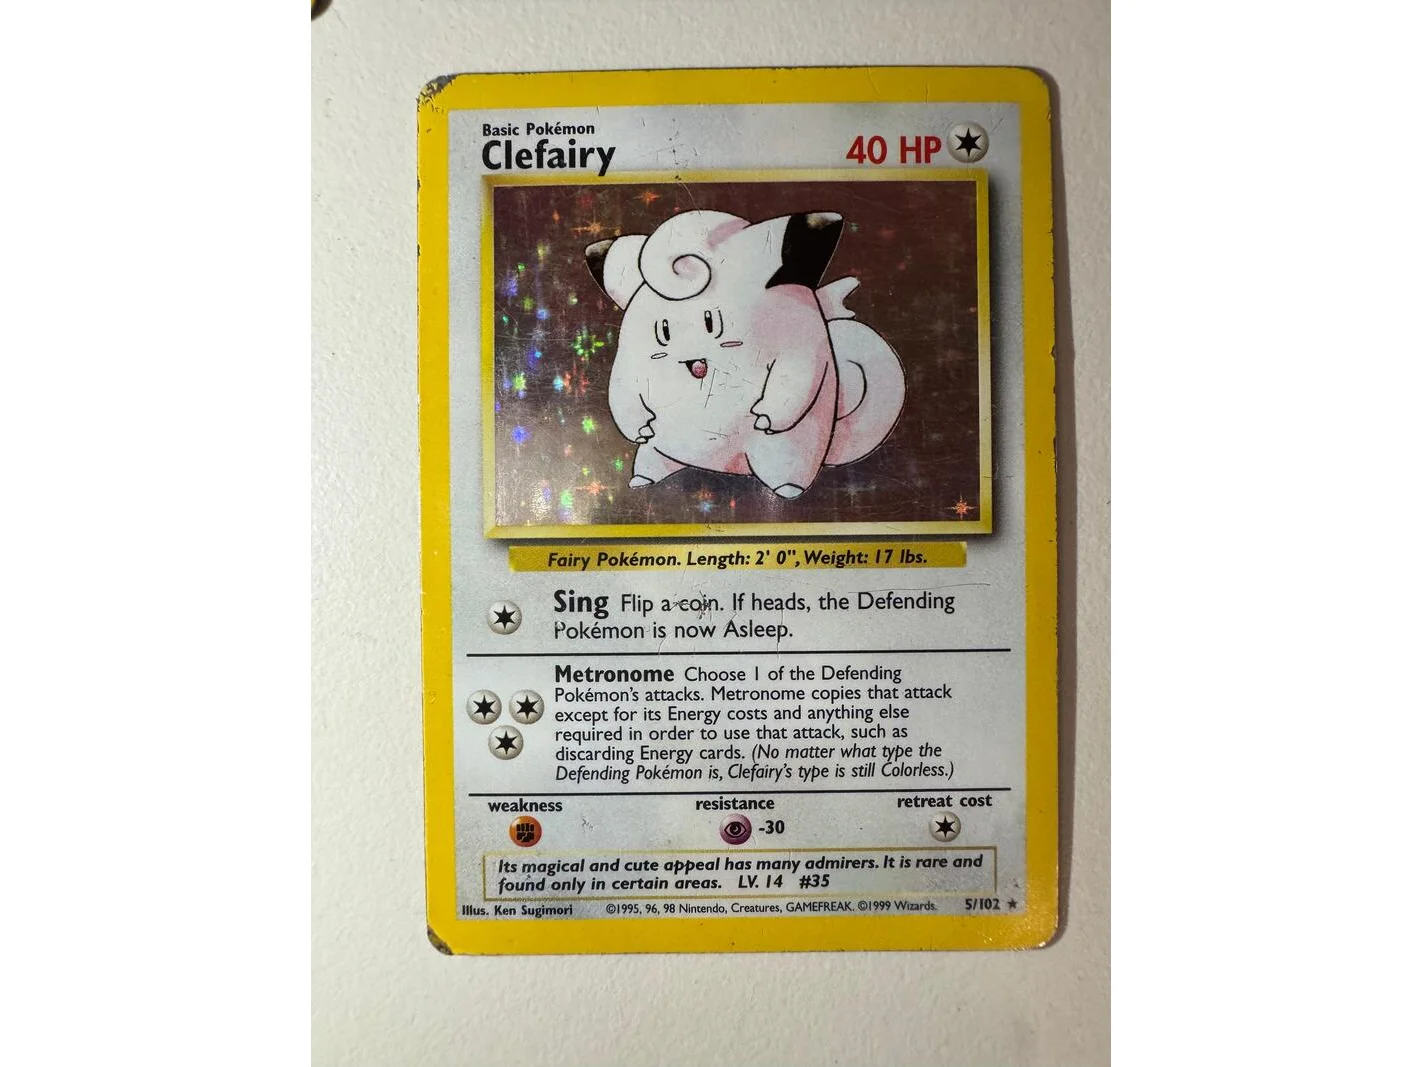 Basic Pokémon
Clefairy
40 HP
Fairy Pokémon. Length: 2' 0", Weight: 17 lbs.
Sing Flip a coin. If heads, the Defending
Pokémon is now Asleep.
Metronome Choose 1 of the Defending
Pokémon's attacks. Metronome copies that attack
except for its Energy costs and anything else
required in order to use that attack, such as
discarding Energy cards. (No matter what type the
Defending Pokémon is, Clefairy's type is still Colorless.)
weakness resistance retreat cost
-30
Its magical and cute appeal has many admirers. It is rare and
found only in certain areas. LV. 14 #35
Illus. Ken Sugimori ©1995, 96, 98 Nintendo, Creatures, GAMEFREAK. ©1999 Wizards. 5/102 ★